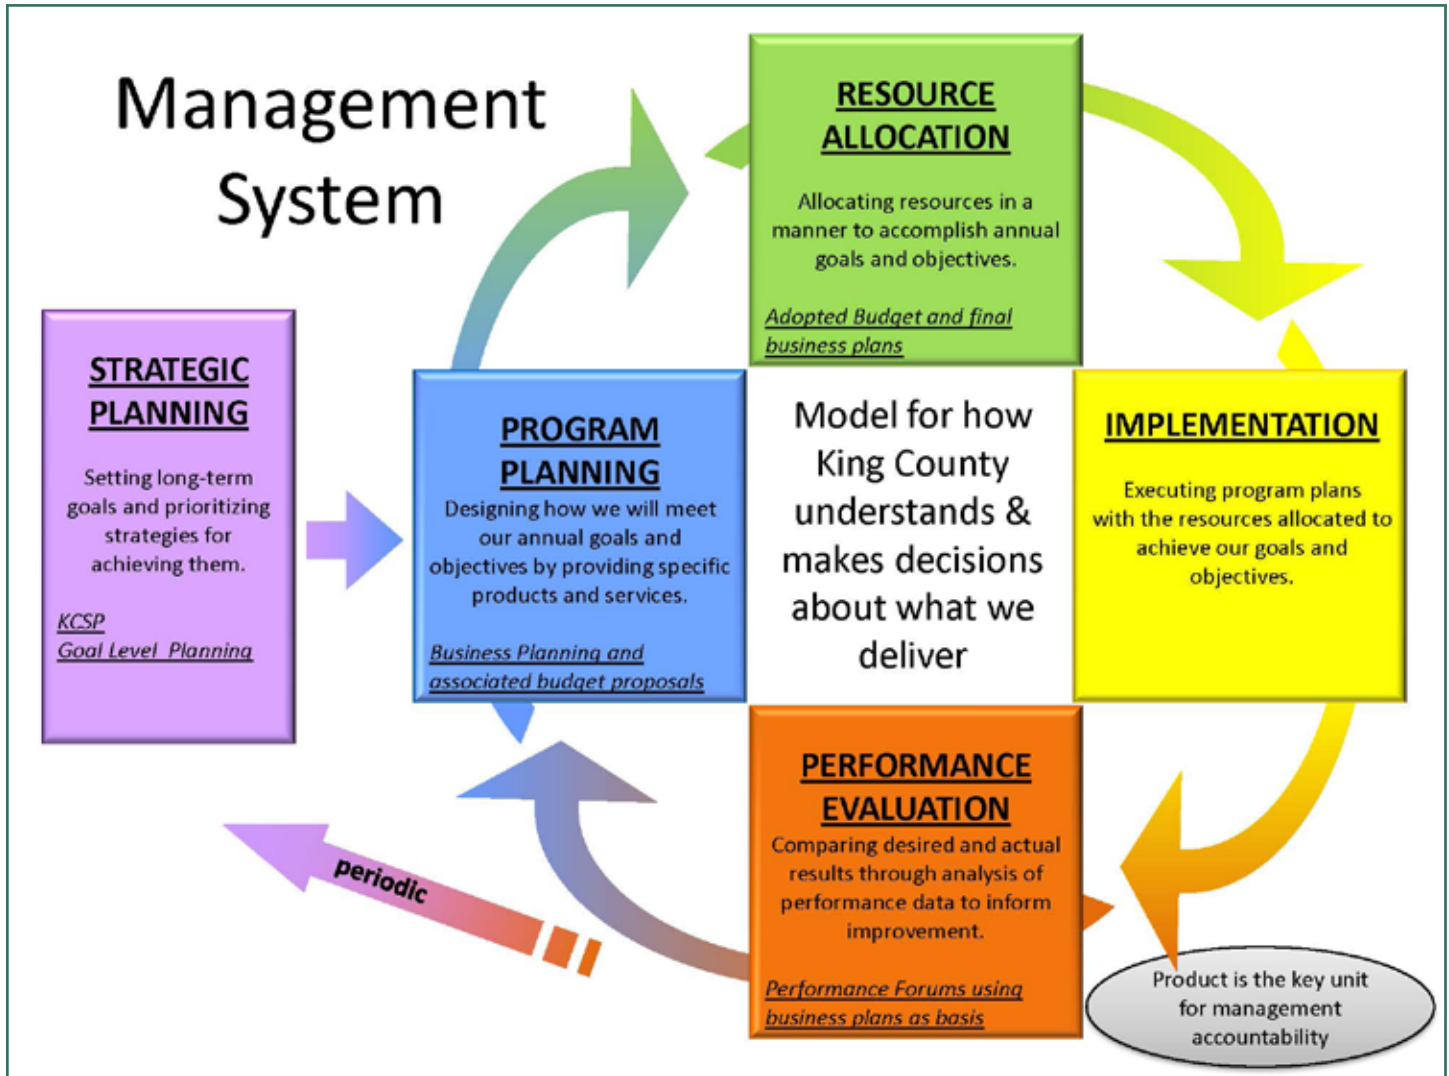 Management
System
STRATEGIC
PLANNING
Setting long-term
goals and prioritizing
strategies for
achieving them.
KCSP
Goal Level  Planning
PROGRAM
PLANNING
Designing how we will meet
our annual goals and
objectives by providing specific
products and services.
Business Planning and
associated budget proposals
RESOURCE
ALLOCATION
Allocating resources in a
manner to accomplish annual
goals and objectives.
Adopted Budget and final
business plans
Model for how
King County
understands &
makes decisions
about what we
deliver
IMPLEMENTATION
Executing program plans
with the resources allocated to
achieve our goals and
objectives.
PERFORMANCE
EVALUATION
Comparing desired and actual
results through analysis of
performance data to inform
improvement.
Performance Forums using
business plans as basis
periodic
Product is the key unit
for management
accountability